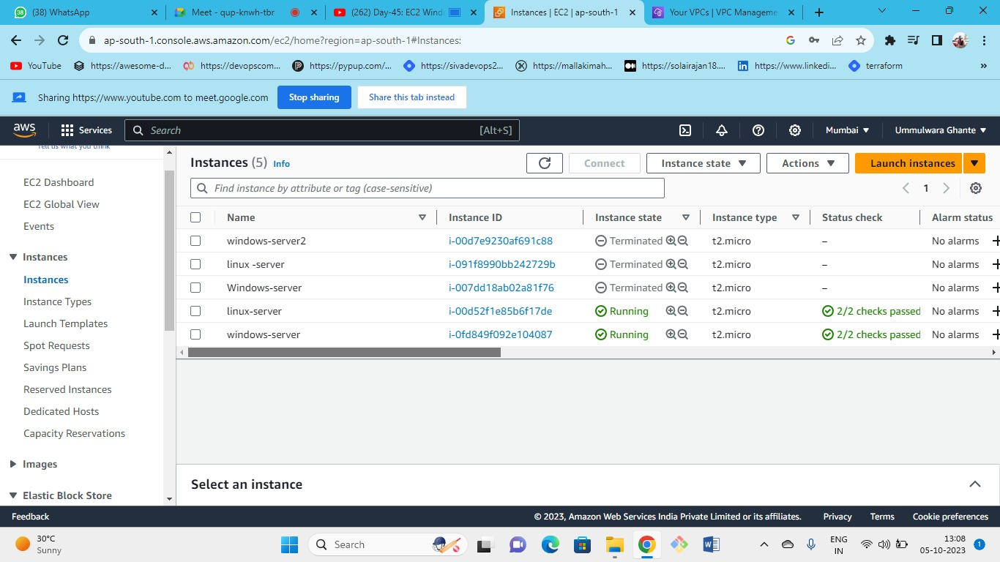 38 (38) WhatsApp
Meet - qup-knwh-tbr
(262) Day-45: EC2 Wind
Instances | EC2 | ap-south-1
Your VPCs | VPC Manageme
ap-south-1.console.aws.amazon.com/ec2/home?region=ap-south-1#Instances:
YouTube
https://awesome-d...
https://devopscom...
https://pypup.com/...
https://sivadevops2...
https://mallakimah...
https://solairajan18....
https://www.linkedi...
terraform
Sharing https://www.youtube.com to meet.google.com
Stop sharing
Share this tab instead
aws
Services
Search
[Alt+S]
Mumbai
Ummulwara Ghante
Tell us what you think
EC2 Dashboard
EC2 Global View
Events
Instances
Instances
Instance Types
Launch Templates
Spot Requests
Savings Plans
Reserved Instances
Dedicated Hosts
Capacity Reservations
Images
Elastic Block Store
Instances (5) Info
Connect
Instance state
Actions
Launch instances
Find instance by attribute or tag (case-sensitive)
1
Name Instance ID Instance state Instance type Status check Alarm status
windows-server2 i-00d7e9230af691c88 Terminated t2.micro – No alarms
linux -server i-091f8990bb242729b Terminated t2.micro – No alarms
Windows-server i-007dd18ab02a81f76 Terminated t2.micro – No alarms
linux-server i-00d52f1e85b6f17de Running t2.micro 2/2 checks passed No alarms
windows-server i-0fd849f092e104087 Running t2.micro 2/2 checks passed No alarms
Select an instance
Feedback
© 2023, Amazon Web Services India Private Limited or its affiliates.
Privacy
Terms
Cookie preferences
30°C
Sunny
Search
ENG
IN
13:08
05-10-2023
1